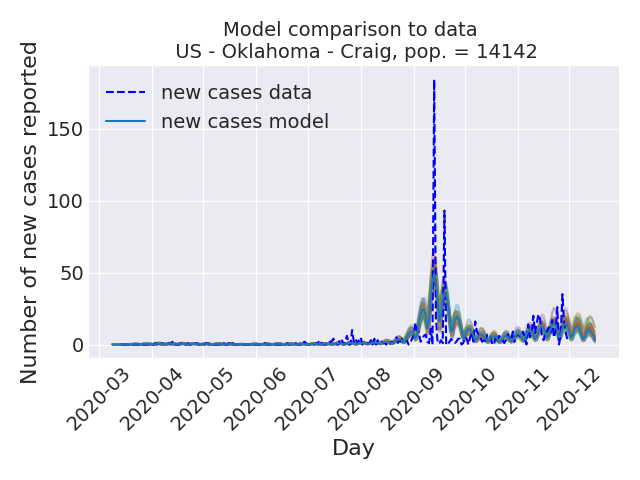 Model comparison to data
US - Oklahoma - Craig, pop. = 14142
new cases data
new cases model
Number of new cases reported
150
100
50
0
2020-03
2020-04
2020-05
2020-06
2020-07
2020-08
2020-09
2020-10
2020-11
2020-12
Day